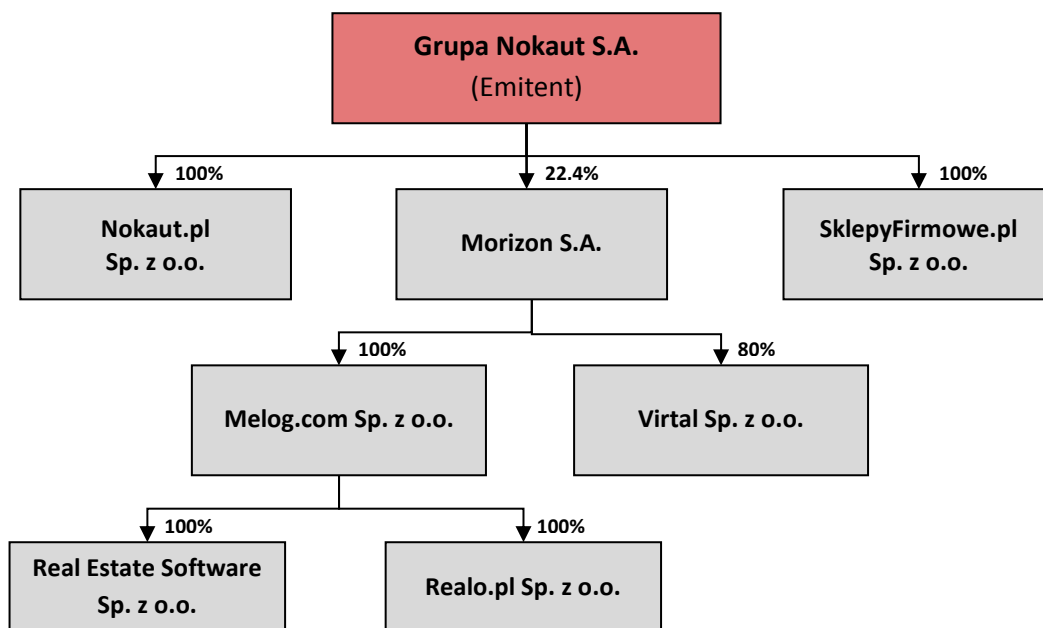 Grupa Nokaut S.A.
(Emitent)
100%
22.4%
100%
Nokaut.pl
Sp. z o.o.
Morizon S.A.
SklepyFirmowe.pl
Sp. z o.o.
100%
80%
Melog.com Sp. z o.o.
Virtal Sp. z o.o.
100%
100%
Real Estate Software
Sp. z o.o.
Realo.pl Sp. z o.o.